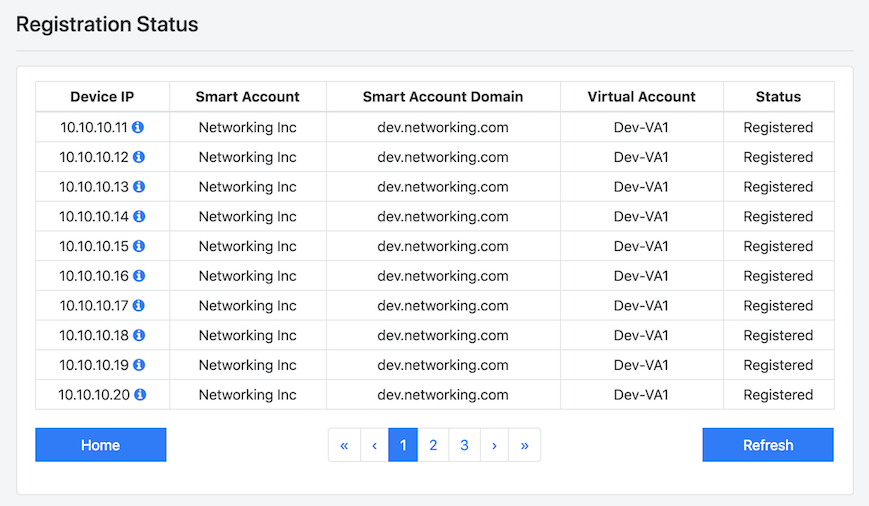 Registration Status
Device IP Smart Account Smart Account Domain Virtual Account Status
10.10.10.11 Networking Inc dev.networking.com Dev-VA1 Registered
10.10.10.12 Networking Inc dev.networking.com Dev-VA1 Registered
10.10.10.13 Networking Inc dev.networking.com Dev-VA1 Registered
10.10.10.14 Networking Inc dev.networking.com Dev-VA1 Registered
10.10.10.15 Networking Inc dev.networking.com Dev-VA1 Registered
10.10.10.16 Networking Inc dev.networking.com Dev-VA1 Registered
10.10.10.17 Networking Inc dev.networking.com Dev-VA1 Registered
10.10.10.18 Networking Inc dev.networking.com Dev-VA1 Registered
10.10.10.19 Networking Inc dev.networking.com Dev-VA1 Registered
10.10.10.20 Networking Inc dev.networking.com Dev-VA1 Registered
Home « ‹ 1 2 3 › » Refresh